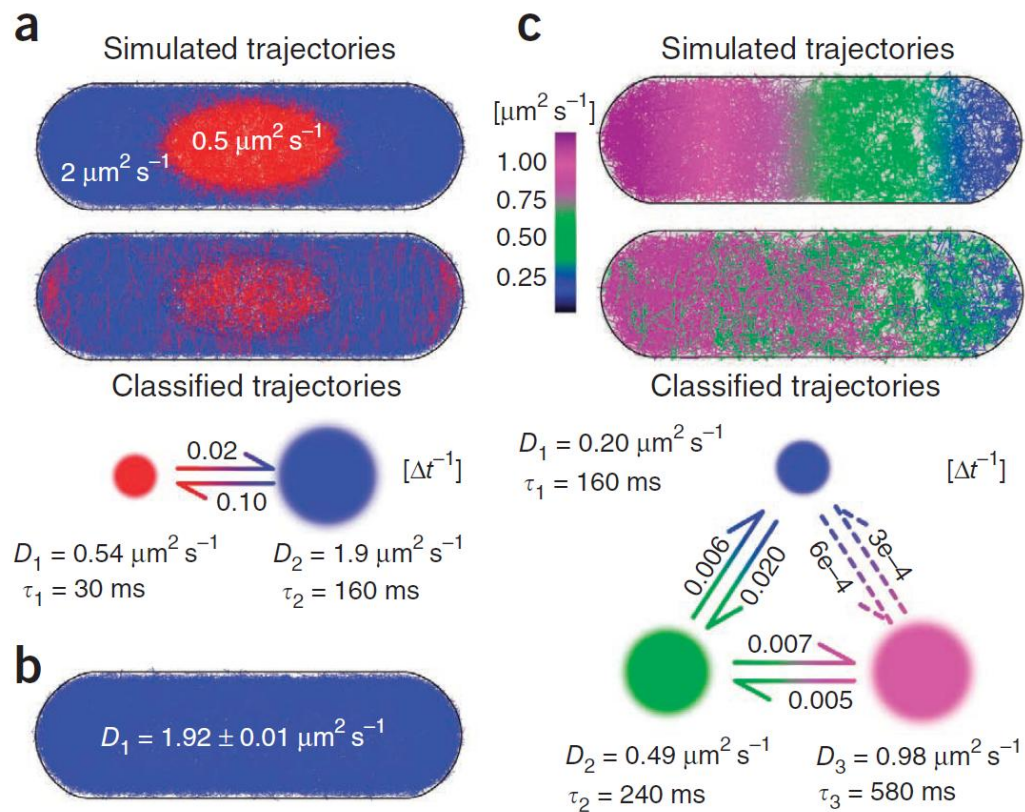 a
Simulated trajectories
0.5 μm² s⁻¹
2 μm² s⁻¹
Classified trajectories
0.02
0.10
[Δt⁻¹]
D₁ = 0.54 μm² s⁻¹
τ₁ = 30 ms
D₂ = 1.9 μm² s⁻¹
τ₂ = 160 ms
b
D₁ = 1.92 ± 0.01 μm² s⁻¹
c
Simulated trajectories
[μm² s⁻¹]
1.00
0.75
0.50
0.25
Classified trajectories
D₁ = 0.20 μm² s⁻¹
τ₁ = 160 ms
[Δt⁻¹]
0.006
0.020
6e–4
3e–4
0.007
0.005
D₂ = 0.49 μm² s⁻¹
τ₂ = 240 ms
D₃ = 0.98 μm² s⁻¹
τ₃ = 580 ms